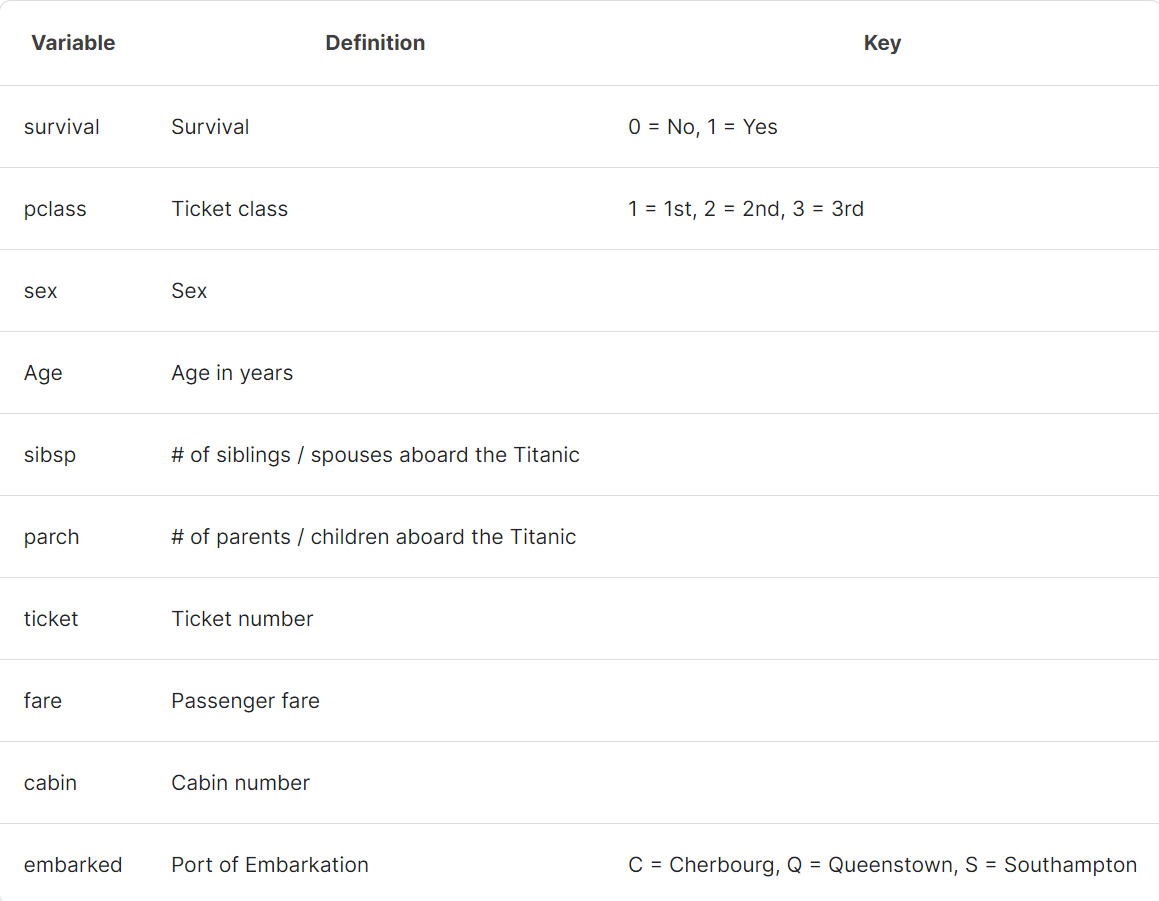 Variable Definition Key
survival Survival 0 = No, 1 = Yes
pclass Ticket class 1 = 1st, 2 = 2nd, 3 = 3rd
sex Sex
Age Age in years
sibsp # of siblings / spouses aboard the Titanic
parch # of parents / children aboard the Titanic
ticket Ticket number
fare Passenger fare
cabin Cabin number
embarked Port of Embarkation C = Cherbourg, Q = Queenstown, S = Southampton